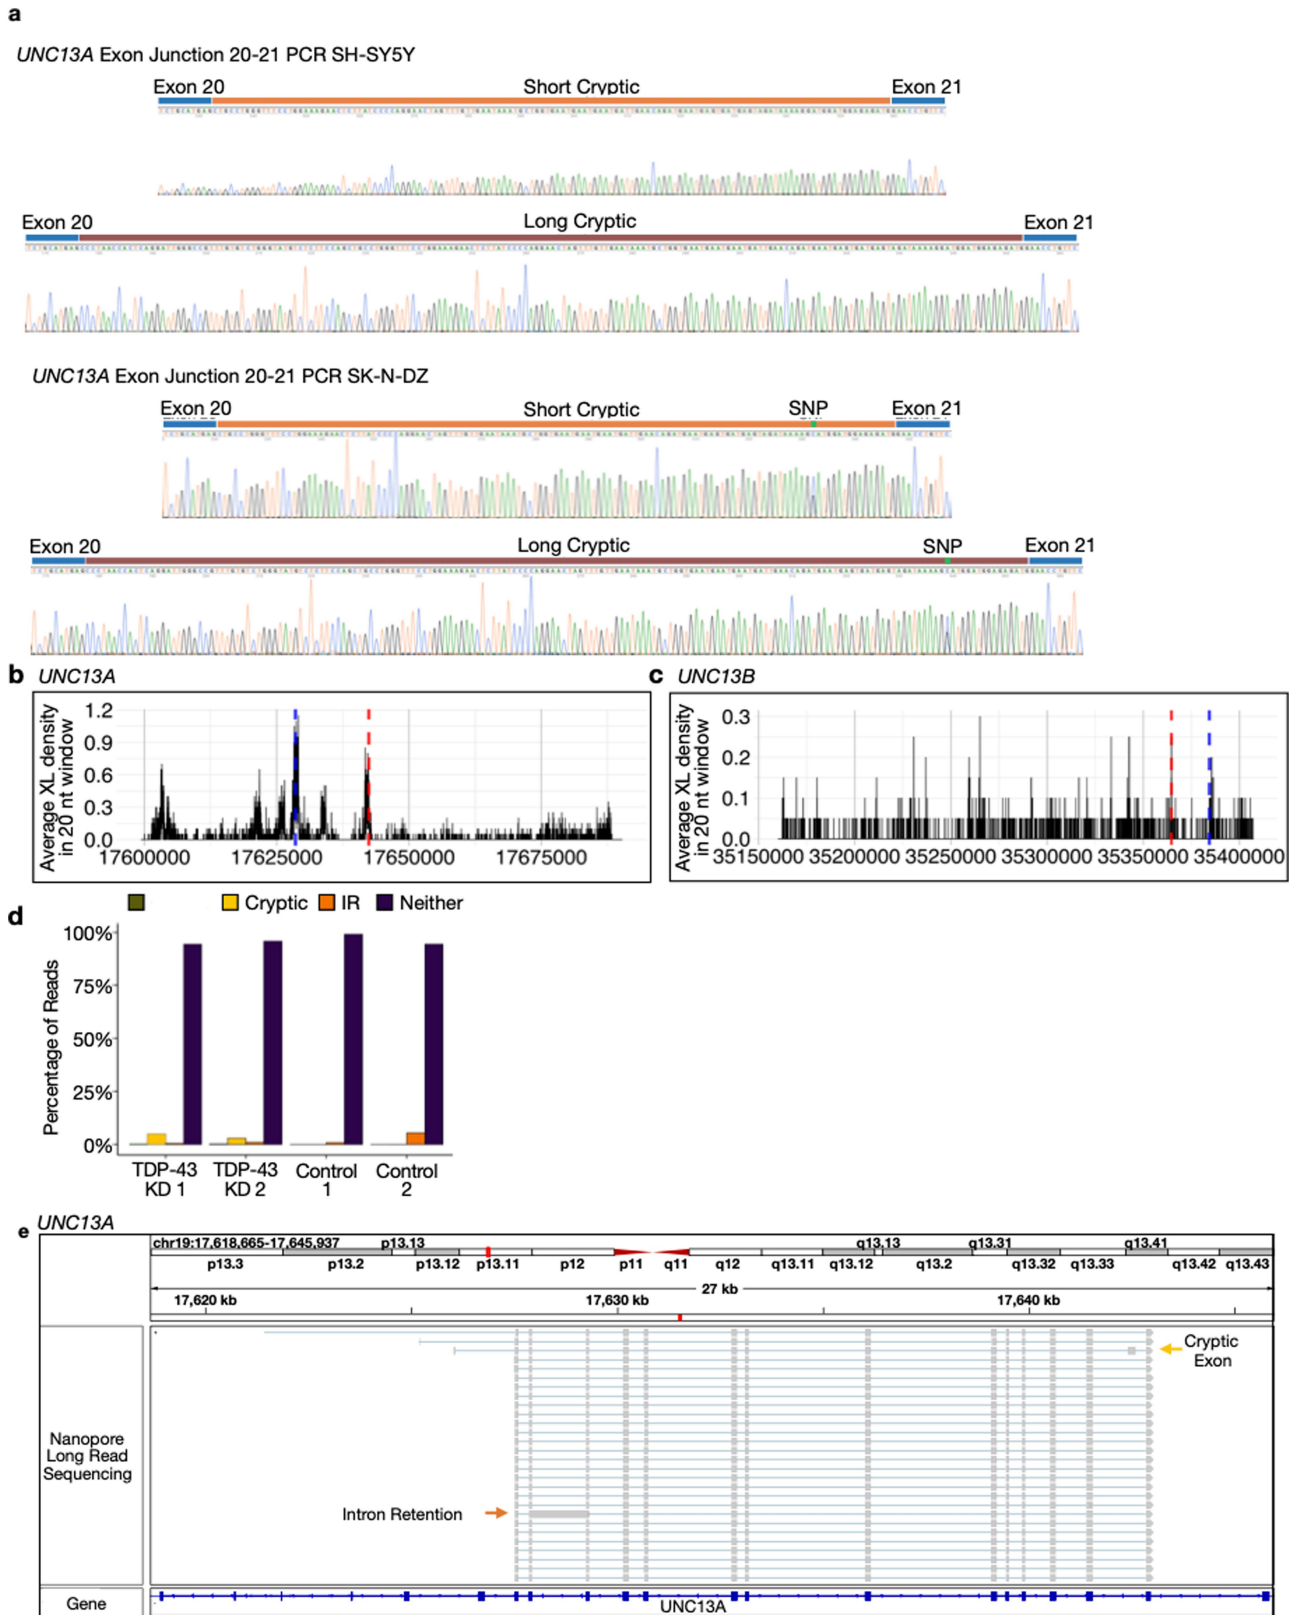 a
UNC13A Exon Junction 20-21 PCR SH-SY5Y
Exon 20 Short Cryptic Exon 21
Exon 20 Long Cryptic Exon 21
UNC13A Exon Junction 20-21 PCR SK-N-DZ
Exon 20 Short Cryptic SNP Exon 21
Exon 20 Long Cryptic SNP Exon 21
b UNC13A
Average XL density
in 20 nt window
1.2
0.9
0.6
0.3
0.0
17600000 17625000 17650000 17675000
c UNC13B
Average XL density
in 20 nt window
0.3
0.2
0.1
0.0
35150000 35200000 35250000 35300000 35350000 35400000
d
Cryptic IR Neither
Percentage of Reads
100%
75%
50%
25%
0%
TDP-43 KD 1
TDP-43 KD 2
Control 1
Control 2
e UNC13A
chr19:17,618,665-17,645,937 p13.13 q13.13 q13.31 q13.41
p13.3 p13.2 p13.12 p13.11 p12 p11 q11 q12 q13.11 q13.12 q13.2 q13.32 q13.33 q13.42 q13.43
27 kb
17,620 kb 17,630 kb 17,640 kb
Cryptic
Exon
Nanopore
Long Read
Sequencing
Intron Retention
Gene
UNC13A